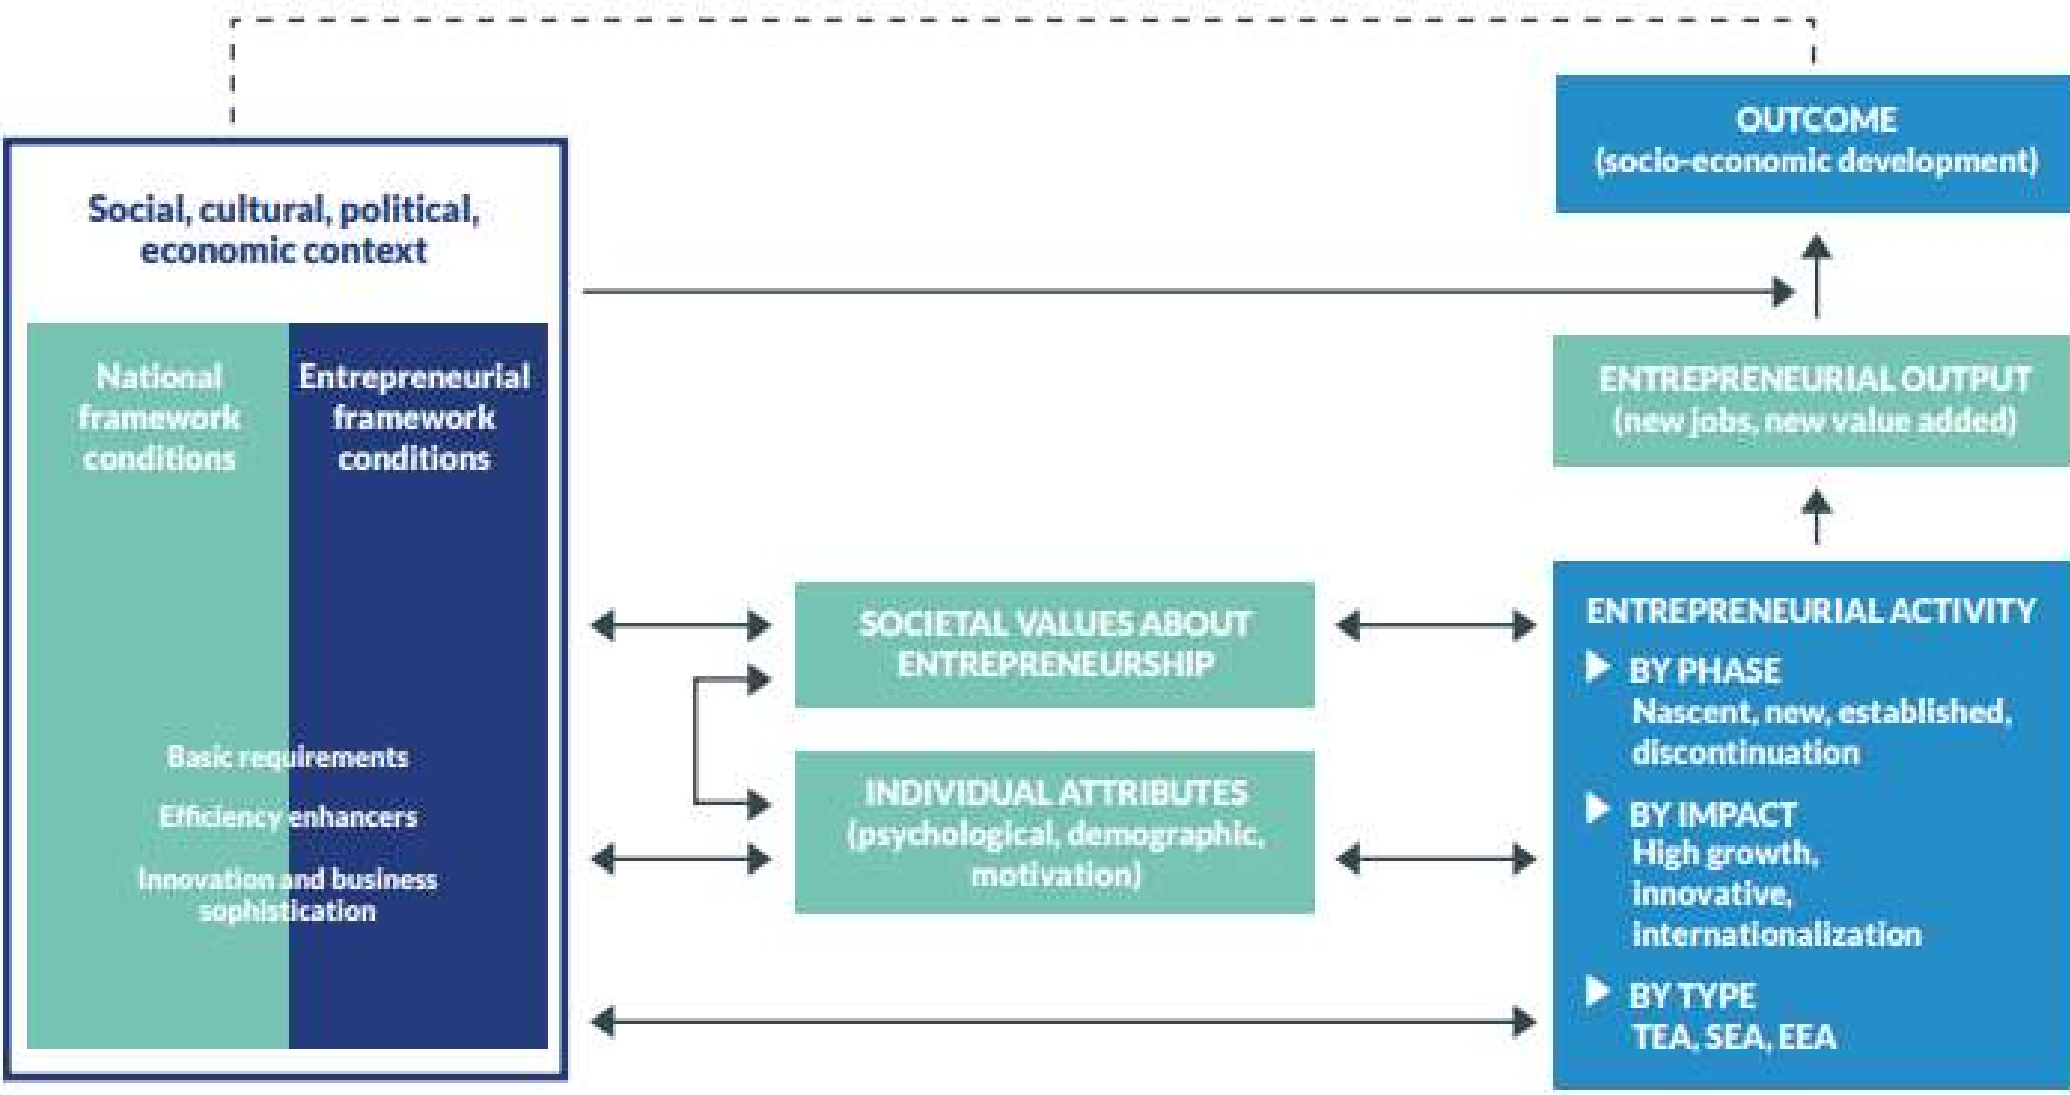 Social, cultural, political,
economic context
National
framework
conditions
Entrepreneurial
framework
conditions
Basic requirements
Efficiency enhancers
Innovation and business
sophistication
SOCIETAL VALUES ABOUT
ENTREPRENEURSHIP
INDIVIDUAL ATTRIBUTES
(psychological, demographic,
motivation)
OUTCOME
(socio-economic development)
ENTREPRENEURIAL OUTPUT
(new jobs, new value added)
ENTREPRENEURIAL ACTIVITY
BY PHASE
Nascent, new, established,
discontinuation
BY IMPACT
High growth,
innovative,
internationalization
BY TYPE
TEA, SEA, EEA